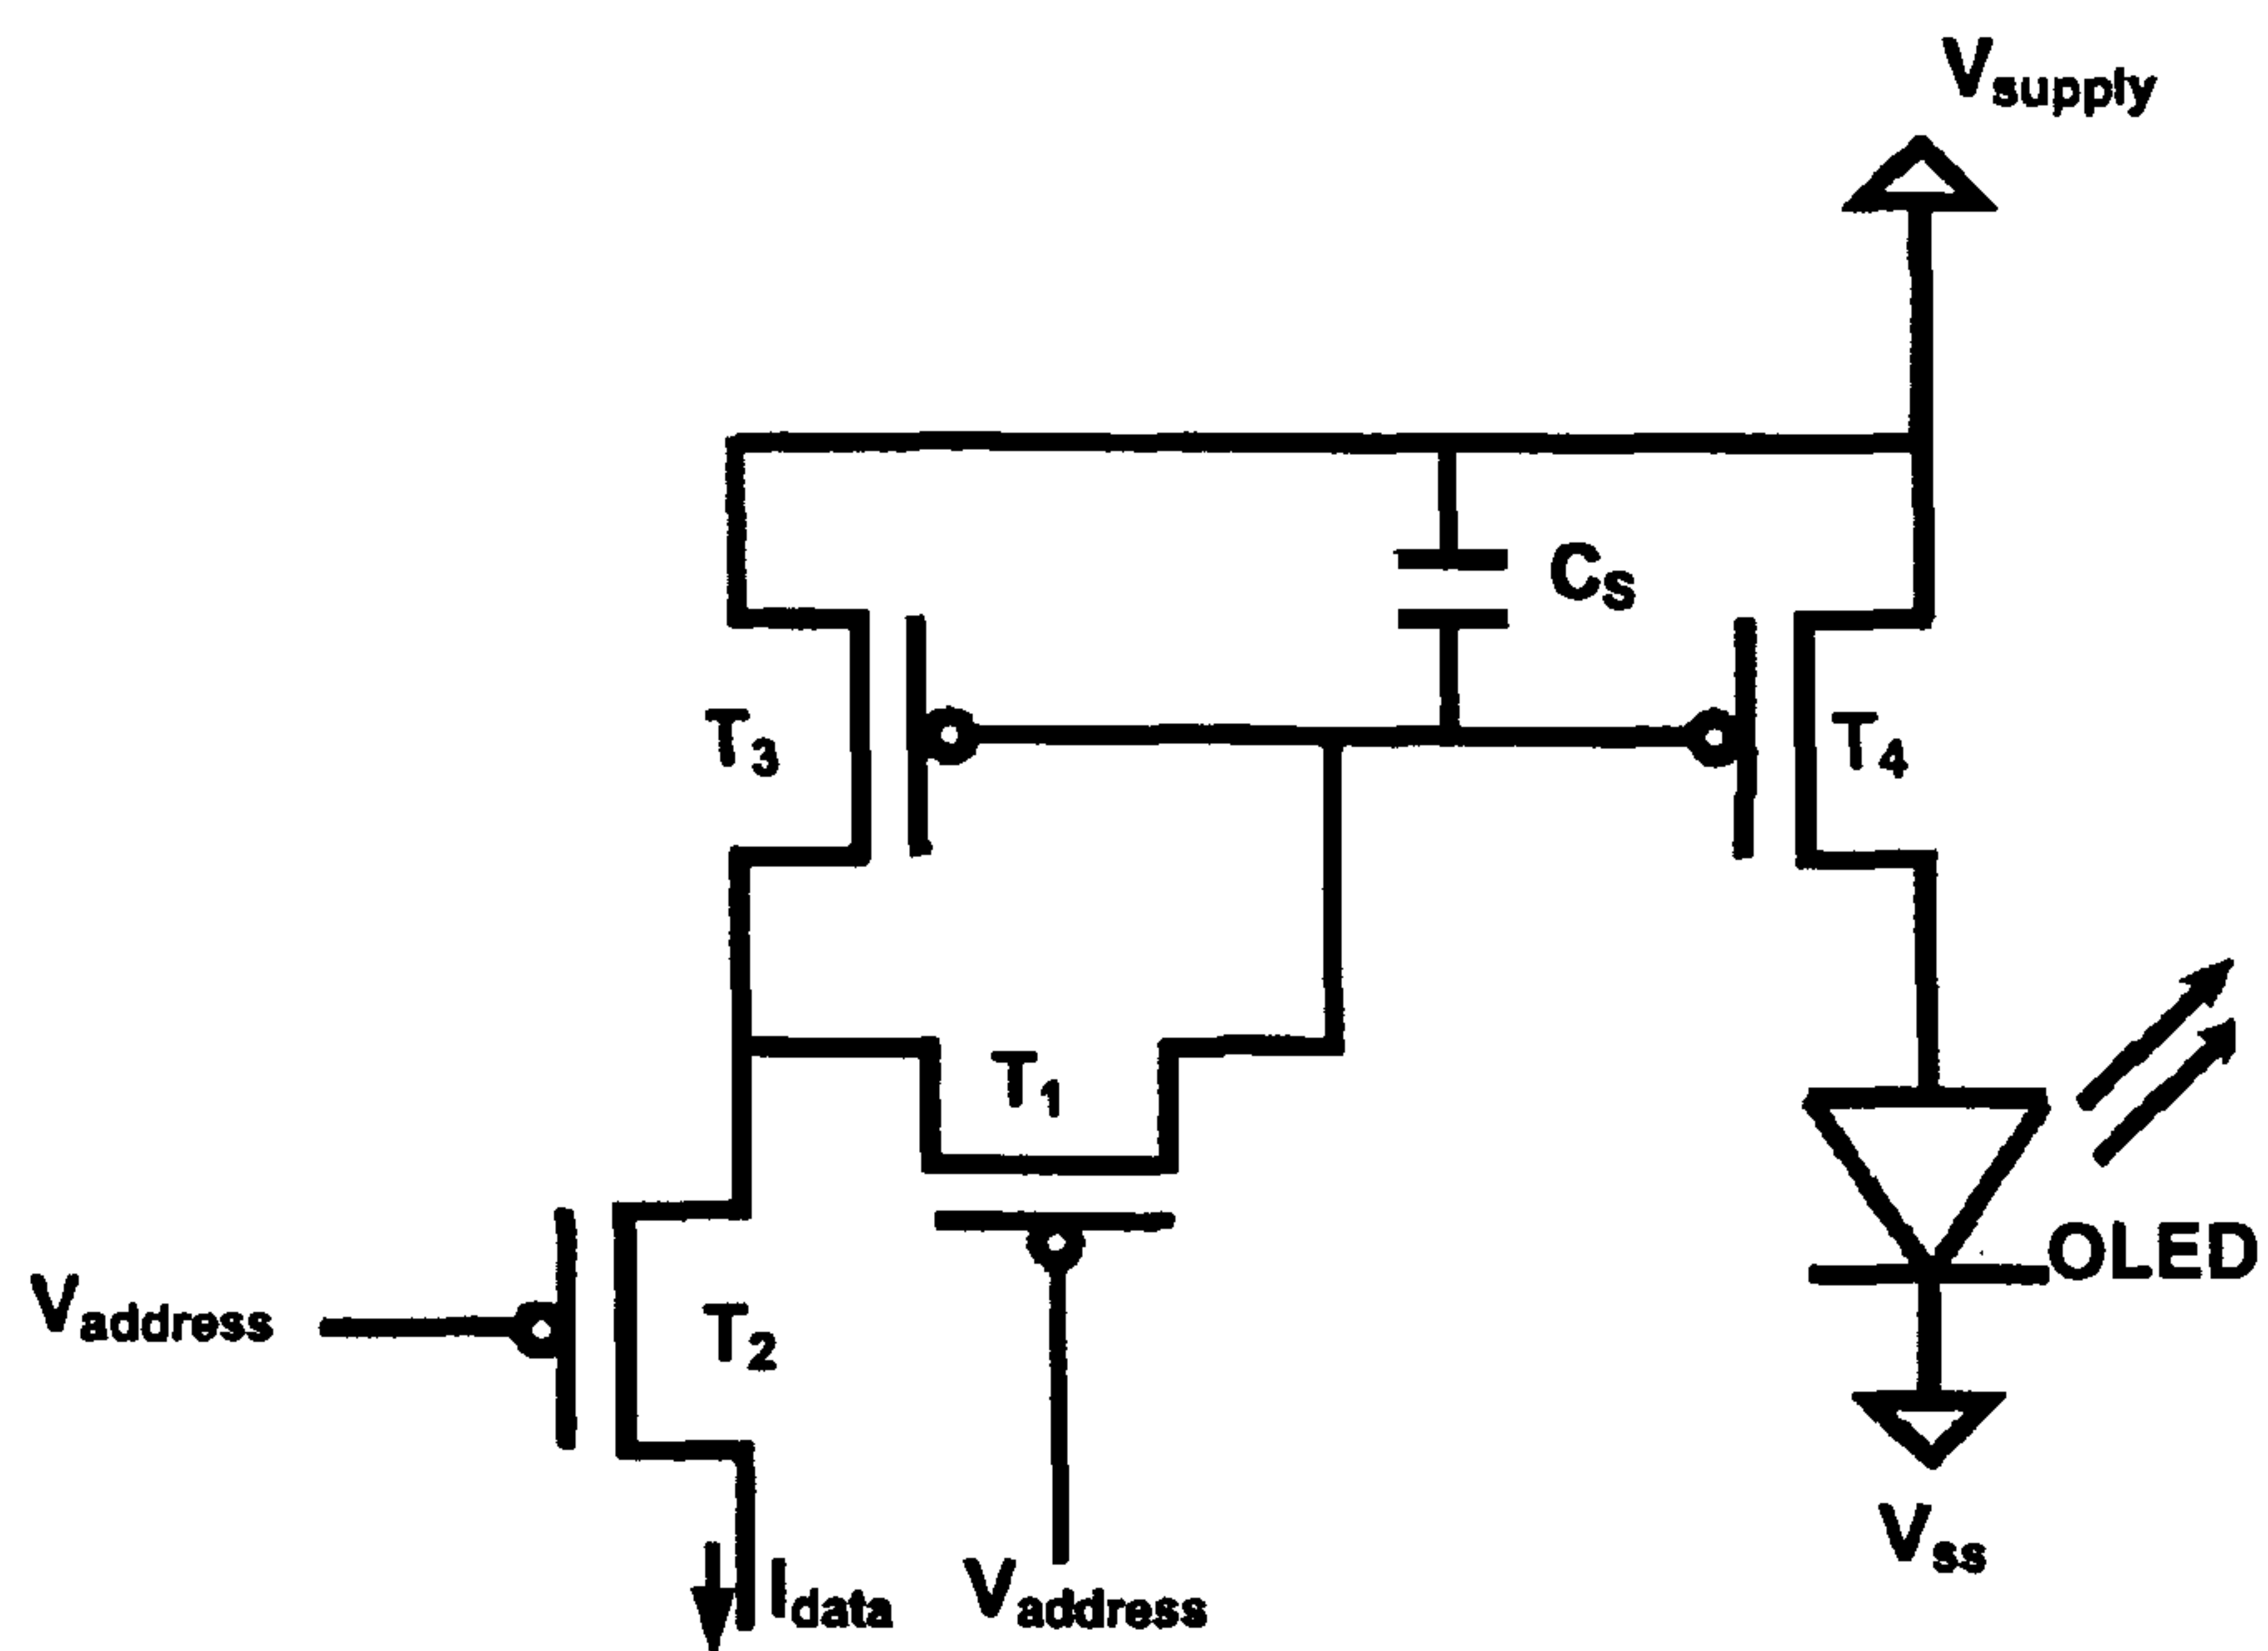 Vsupply
CS
T3
T4
T1
OLED
Vaddress
T2
Vss
Idata
Vaddress